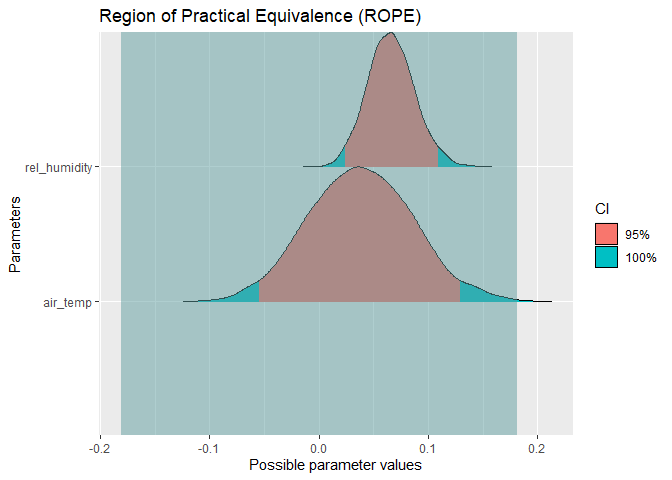 Region of Practical Equivalence (ROPE)
rel_humidity
air_temp
Parameters
-0.2
-0.1
0.0
0.1
0.2
Possible parameter values
CI
95%
100%